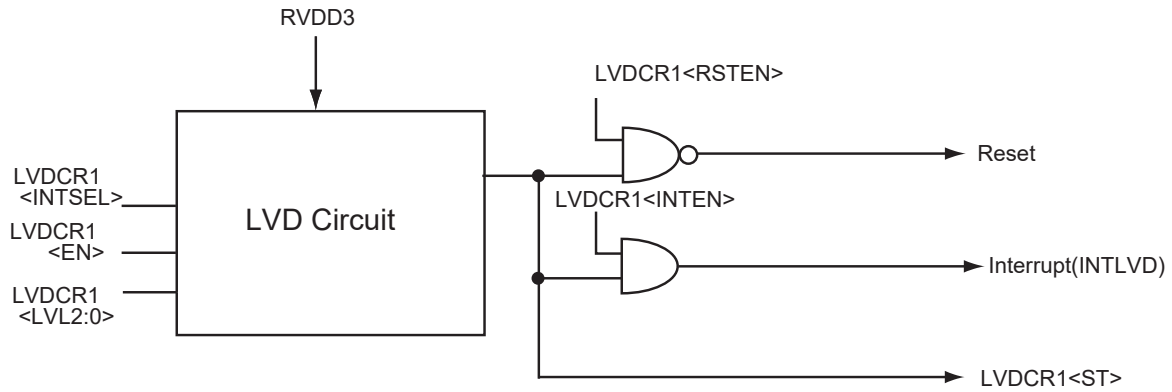 RVDD3
LVDCR1<RSTEN>
Reset
LVDCR1
<INTSEL>
LVDCR1<INTEN>
LVD Circuit
LVDCR1
<EN>
Interrupt(INTLVD)
LVDCR1
<LVL2:0>
LVDCR1<ST>